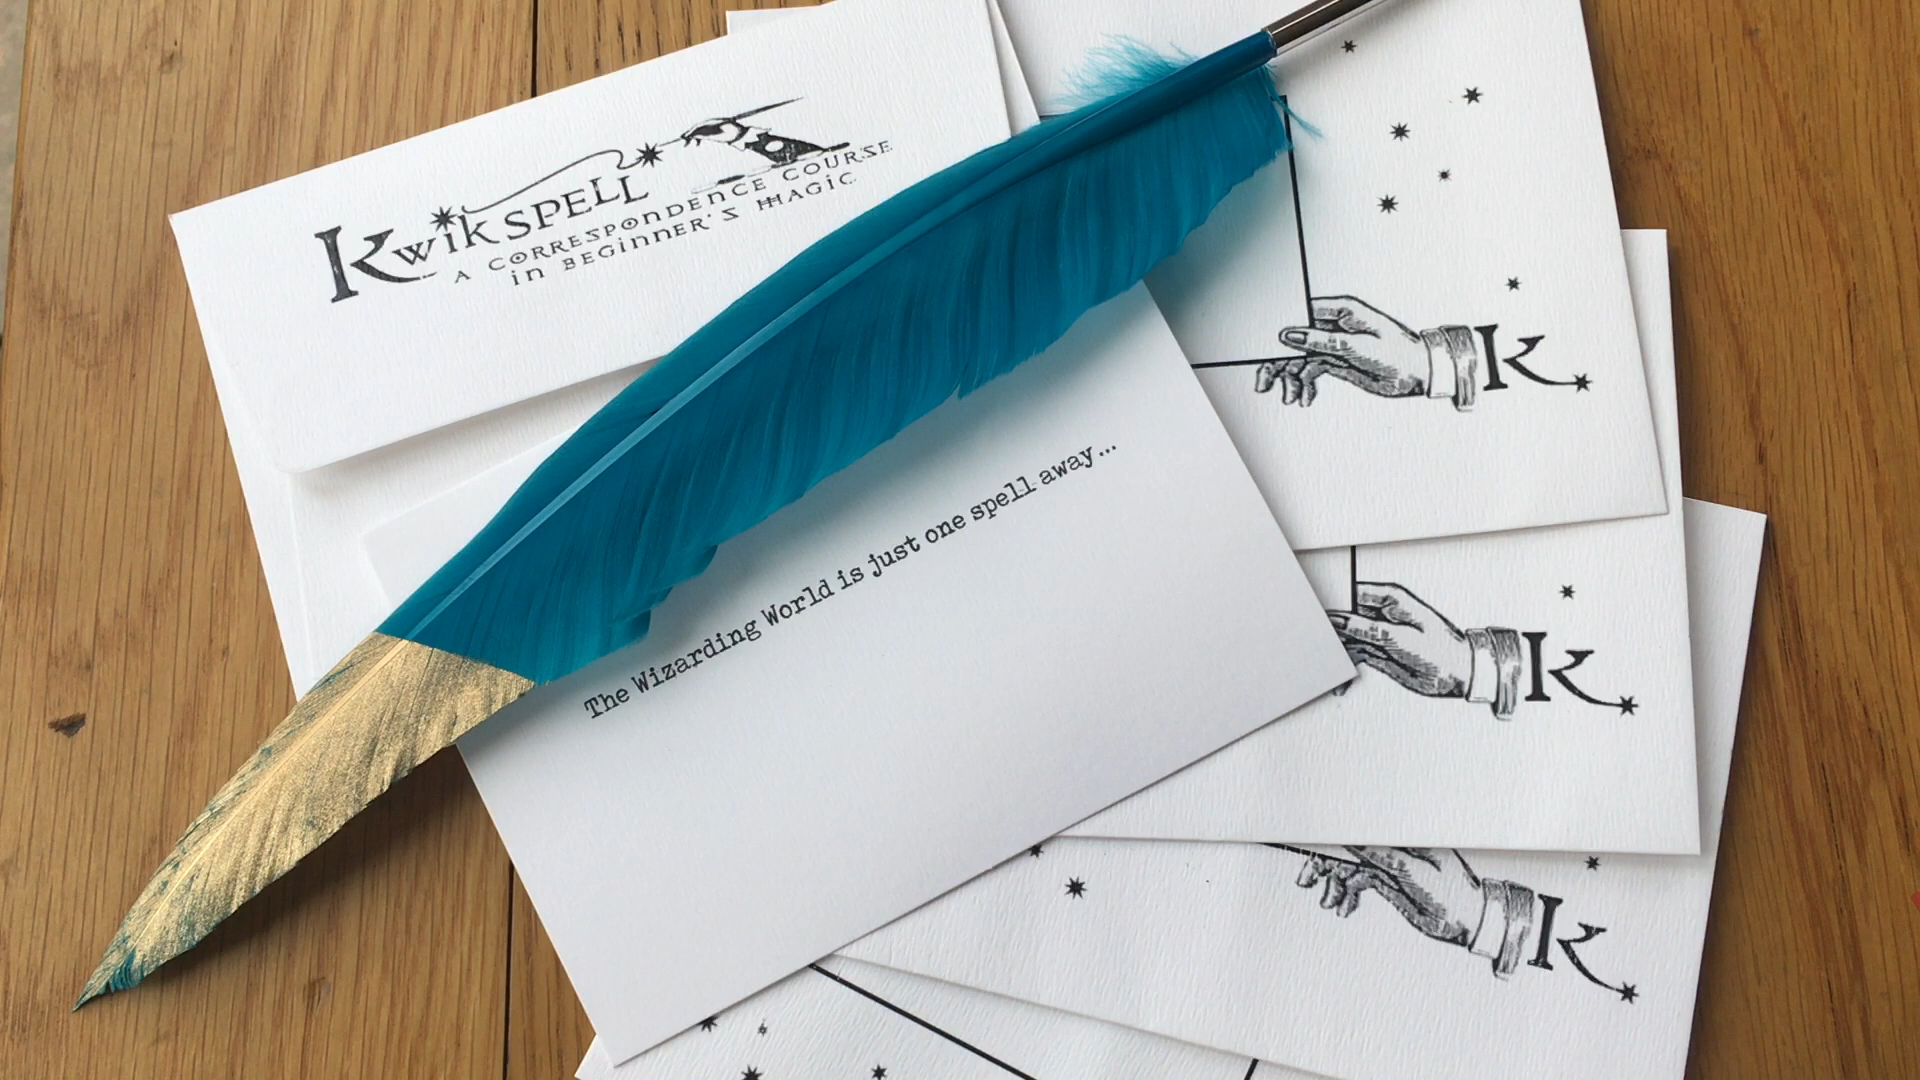 Kwikspell
A CORRESPONDENCE COURSE
in BEGinnER'S MAGiC
The Wizarding World is just one spell away...
K
K
K